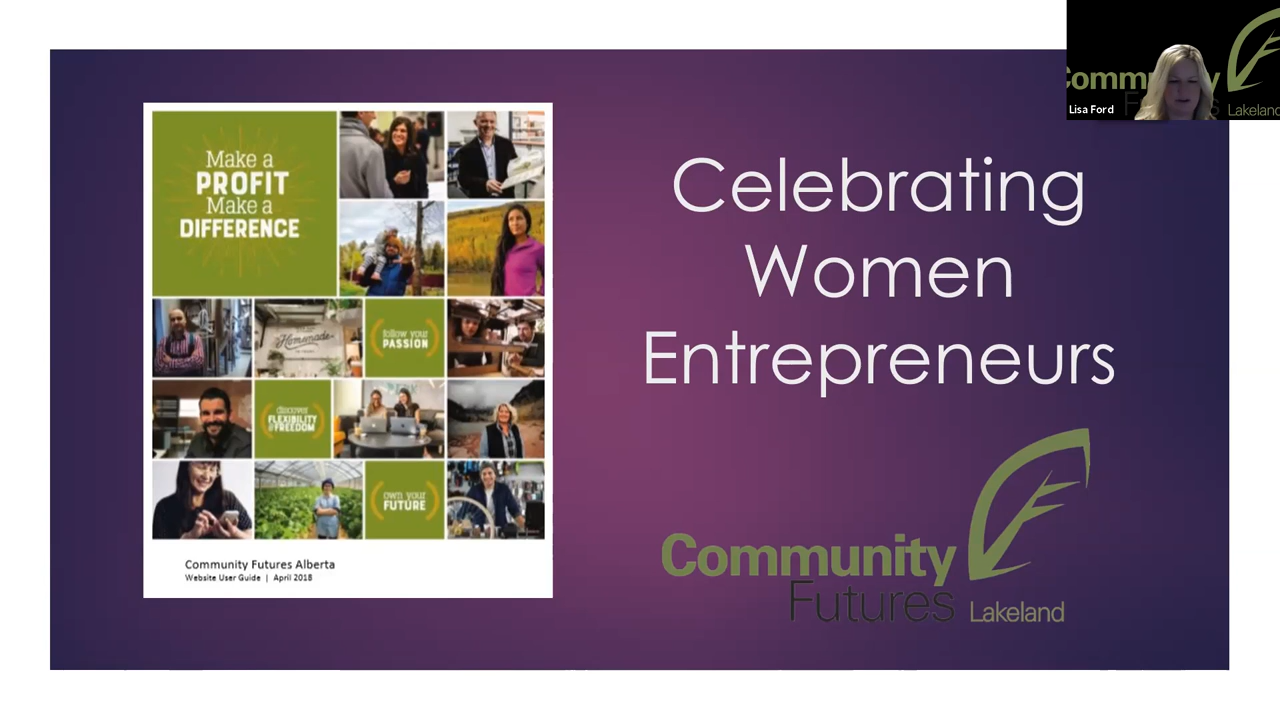 Make a
PROFIT
Make a
DIFFERENCE
Homemade
follow your
PASSION
discover
FLEXIBILITY
@FREEDOM
own your
FUTURE
Community Futures Alberta
Website User Guide | April 2018
Celebrating
Women
Entrepreneurs
Community
Futures Lakeland
Lisa Ford
Lakeland